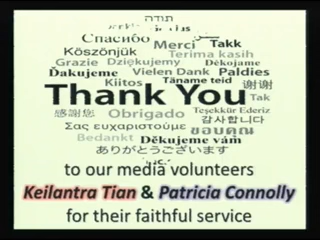 תודה
Спасибо Merci Takk
Köszönjük Terima kasih
Grazie Dziękujemy Dėkojame
Ďakujeme Vielen Dank Paldies
Kiitos Täname teid 谢谢
Thank You Tak
感謝您 Obrigado Teşekkür Ederiz
Σας ευχαριστούμε 감사합니다
Bedankt Děkujeme vám ขอบคุณ
ありがとうございます
to our media volunteers
Keilantra Tian & Patricia Connolly
for their faithful service